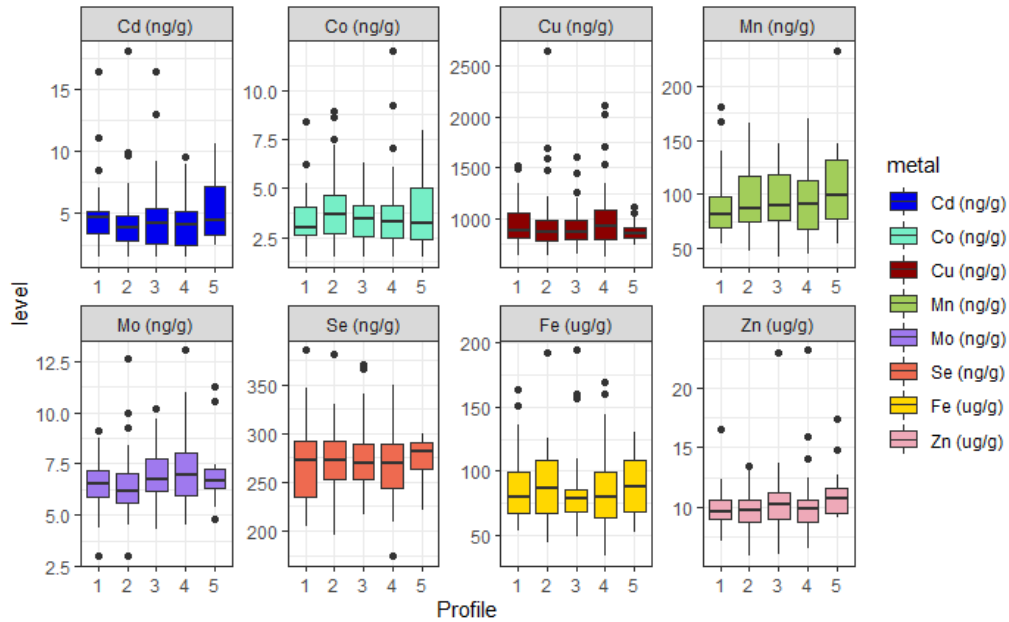 Cd (ng/g) Co (ng/g) Cu (ng/g) Mn (ng/g)
15
10
5
10.0
7.5
5.0
2.5
2500
2000
1500
1000
200
150
100
50
1 2 3 4 5 1 2 3 4 5 1 2 3 4 5 1 2 3 4 5
level
Mo (ng/g) Se (ng/g) Fe (ug/g) Zn (ug/g)
12.5
10.0
7.5
5.0
2.5
350
300
250
200
200
150
100
50
20
15
10
1 2 3 4 5 1 2 3 4 5 1 2 3 4 5 1 2 3 4 5
Profile
metal
Cd (ng/g)
Co (ng/g)
Cu (ng/g)
Mn (ng/g)
Mo (ng/g)
Se (ng/g)
Fe (ug/g)
Zn (ug/g)